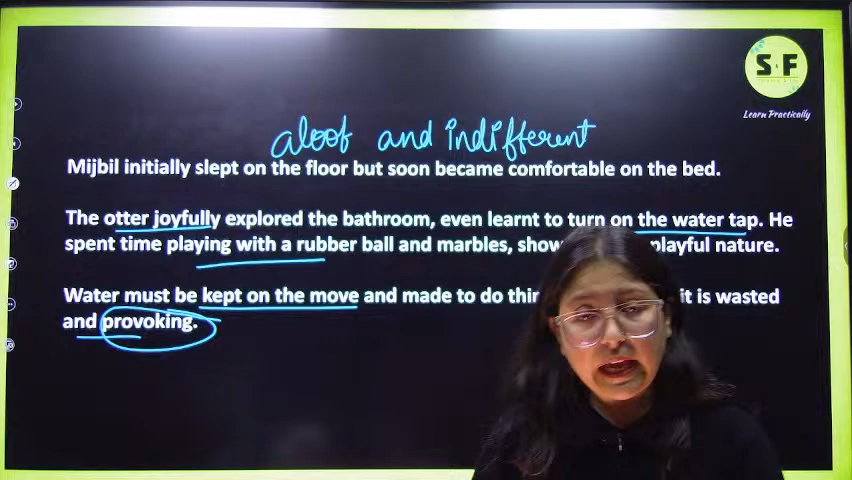 S F
Learn Practically
aloof and indifferent
Mijbil initially slept on the floor but soon became comfortable on the bed.
The otter joyfully explored the bathroom, even learnt to turn on the water tap. He
spent time playing with a rubber ball and marbles, playful nature.
Water must be kept on the move and made to do it is wasted
and provoking.